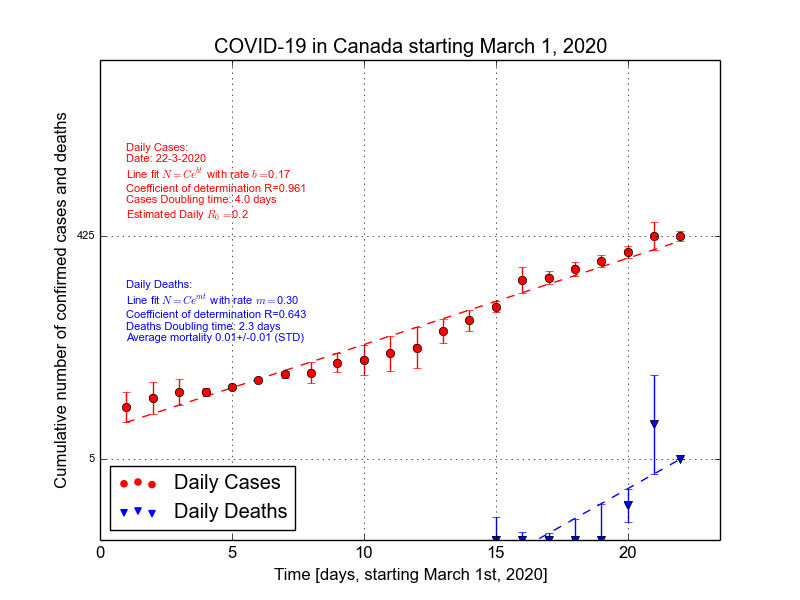 COVID-19 in Canada starting March 1, 2020
Cumulative number of confirmed cases and deaths
Daily Cases:
Date: 22-3-2020
Line fit N=Ce^{bt} with rate b=0.17
Coefficient of determination R=0.961
Cases Doubling time: 4.0 days
Estimated Daily R_0=0.2
425
Daily Deaths:
Line fit N=Ce^{mt} with rate m=0.30
Coefficient of determination R=0.643
Deaths Doubling time: 2.3 days
Average mortality 0.01+/-0.01 (STD)
5
Daily Cases
Daily Deaths
0 5 10 15 20
Time [days, starting March 1st, 2020]